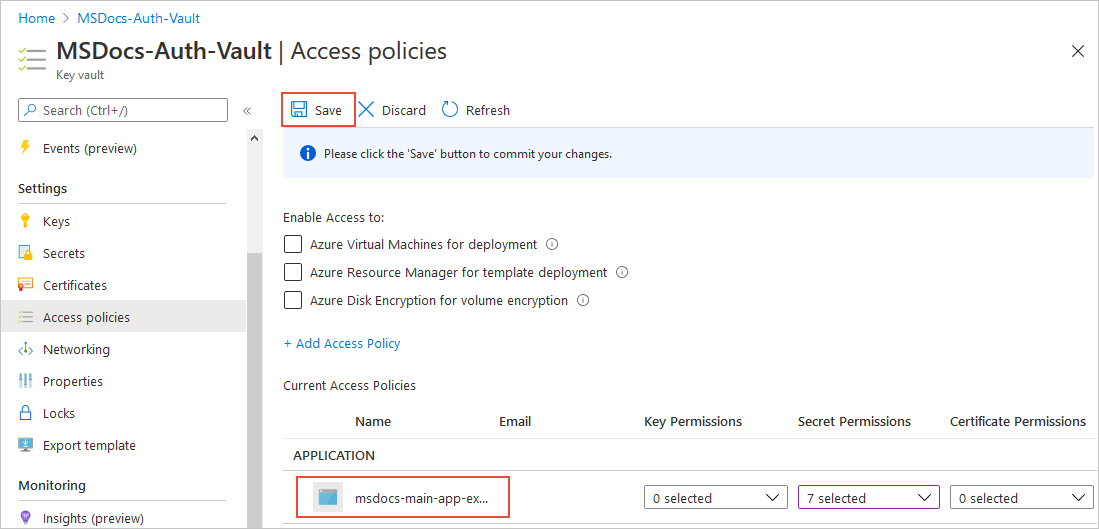 Home > MSDocs-Auth-Vault
MSDocs-Auth-Vault | Access policies
Key vault
Search (Ctrl+/)
«
Events (preview)
Settings
Keys
Secrets
Certificates
Access policies
Networking
Properties
Locks
Export template
Monitoring
Insights (preview)
Save Discard Refresh
Please click the 'Save' button to commit your changes.
Enable Access to:
Azure Virtual Machines for deployment
Azure Resource Manager for template deployment
Azure Disk Encryption for volume encryption
+ Add Access Policy
Current Access Policies
Name Email Key Permissions Secret Permissions Certificate Permissions
APPLICATION
msdocs-main-app-ex... 0 selected 7 selected 0 selected